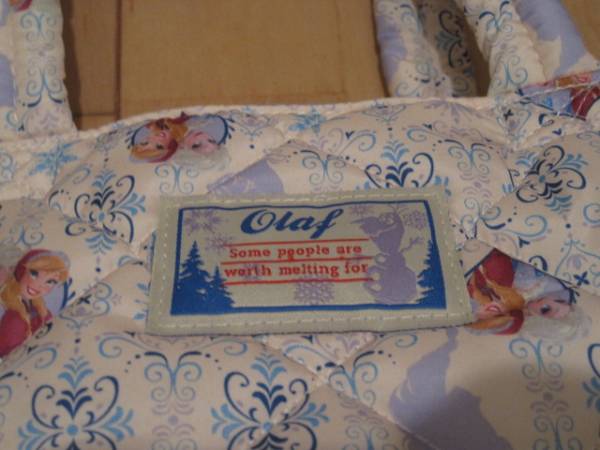 Olaf
Some people are
worth melting for